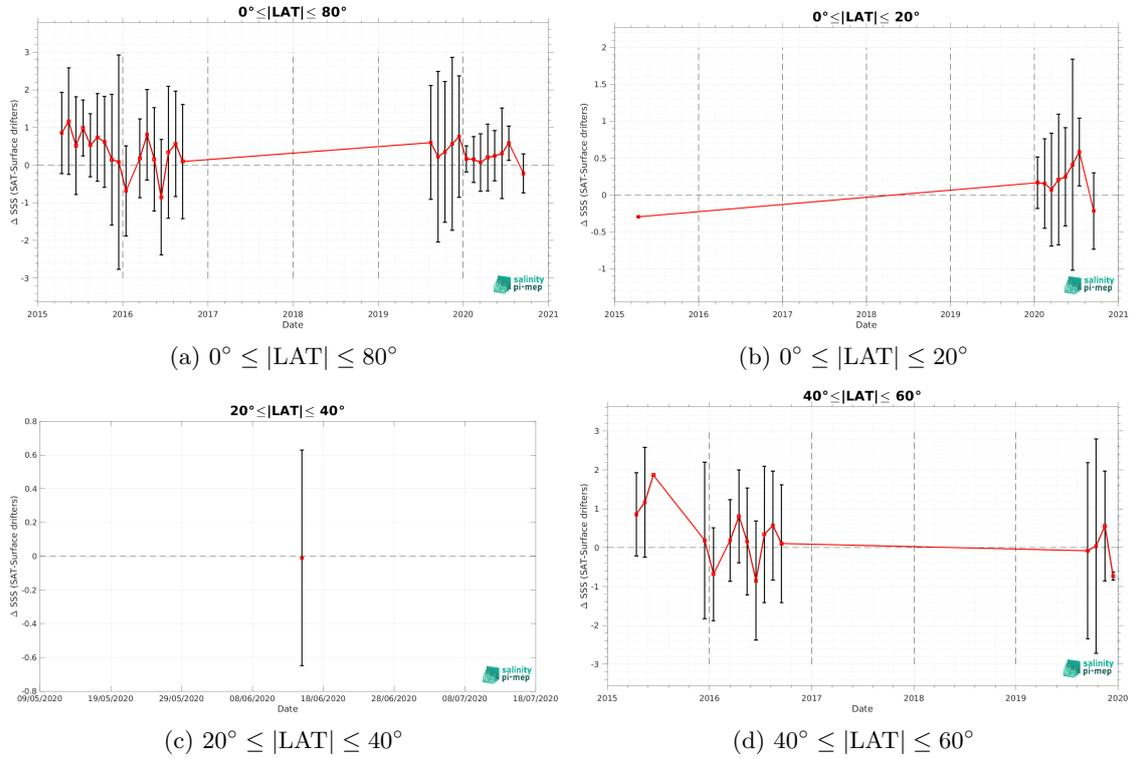 0°≤|LAT|≤ 80°
3
2
1
0
-1
-2
-3
Δ SSS (SAT-Surface drifters)
2015 2016 2017 2018 2019 2020 2021
Date
salinity
pi-mep
(a) 0° ≤ |LAT| ≤ 80°
0°≤|LAT|≤ 20°
2
1.5
1
0.5
0
-0.5
-1
Δ SSS (SAT-Surface drifters)
2015 2016 2017 2018 2019 2020 2021
Date
salinity
pi-mep
(b) 0° ≤ |LAT| ≤ 20°
20°≤|LAT|≤ 40°
0.8
0.6
0.4
0.2
0
-0.2
-0.4
-0.6
-0.8
Δ SSS (SAT-Surface drifters)
09/05/2020 19/05/2020 29/05/2020 08/06/2020 18/06/2020 28/06/2020 08/07/2020 18/07/2020
Date
salinity
pi-mep
(c) 20° ≤ |LAT| ≤ 40°
40°≤|LAT|≤ 60°
3
2
1
0
-1
-2
-3
Δ SSS (SAT-Surface drifters)
2015 2016 2017 2018 2019 2020
Date
salinity
pi-mep
(d) 40° ≤ |LAT| ≤ 60°